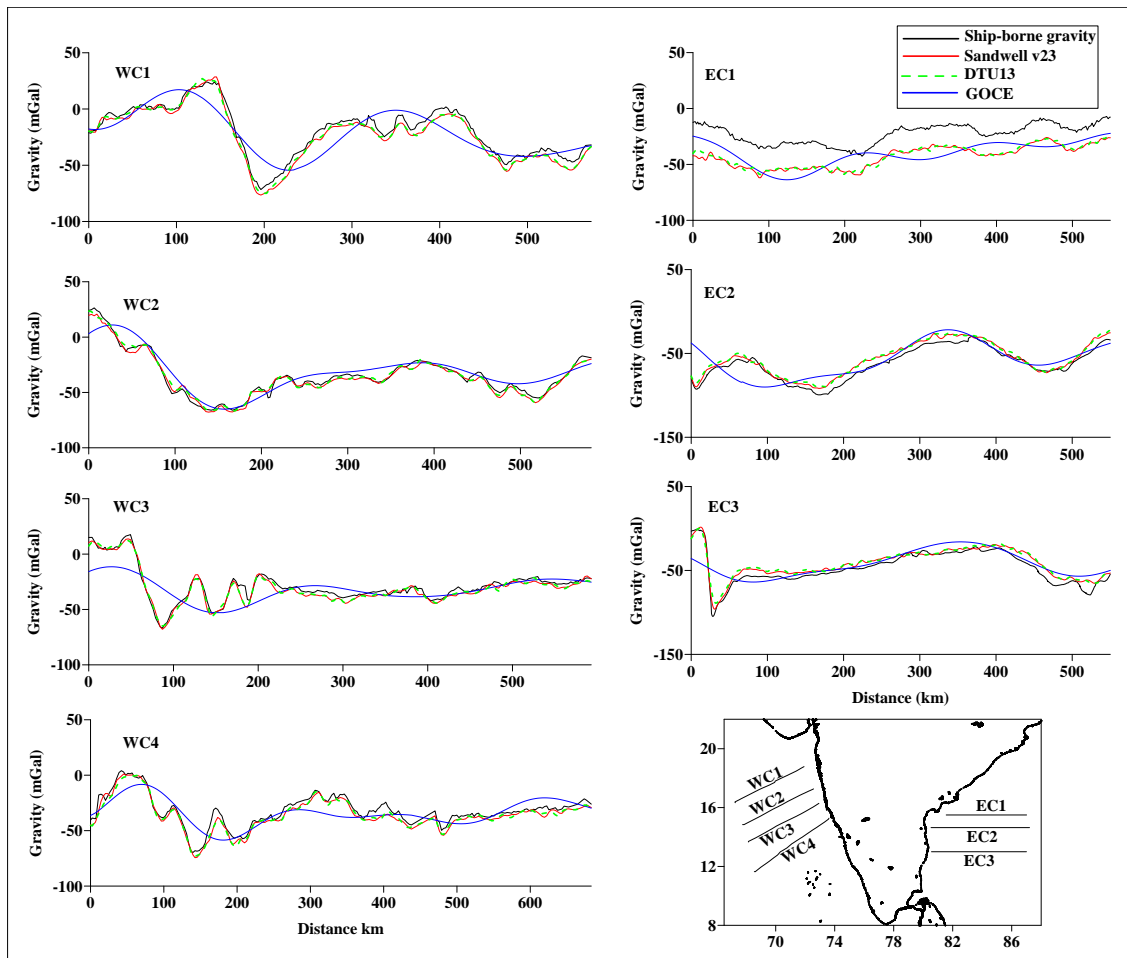 WC1
Gravity (mGal)
50
0
-50
-100
0 100 200 300 400 500
WC2
Gravity (mGal)
50
0
-50
-100
0 100 200 300 400 500
WC3
Gravity (mGal)
50
0
-50
-100
0 100 200 300 400 500
WC4
Gravity (mGal)
50
0
-50
-100
0 100 200 300 400 500 600
Distance km
Ship-borne gravity
Sandwell v23
DTU13
GOCE
EC1
Gravity (mGal)
50
0
-50
-100
0 100 200 300 400 500
EC2
Gravity (mGal)
50
-50
-150
0 100 200 300 400 500
EC3
Gravity (mGal)
50
-50
-150
0 100 200 300 400 500
Distance (km)
20
16
12
8
WC1
WC2
WC3
WC4
EC1
EC2
EC3
70 74 78 82 86